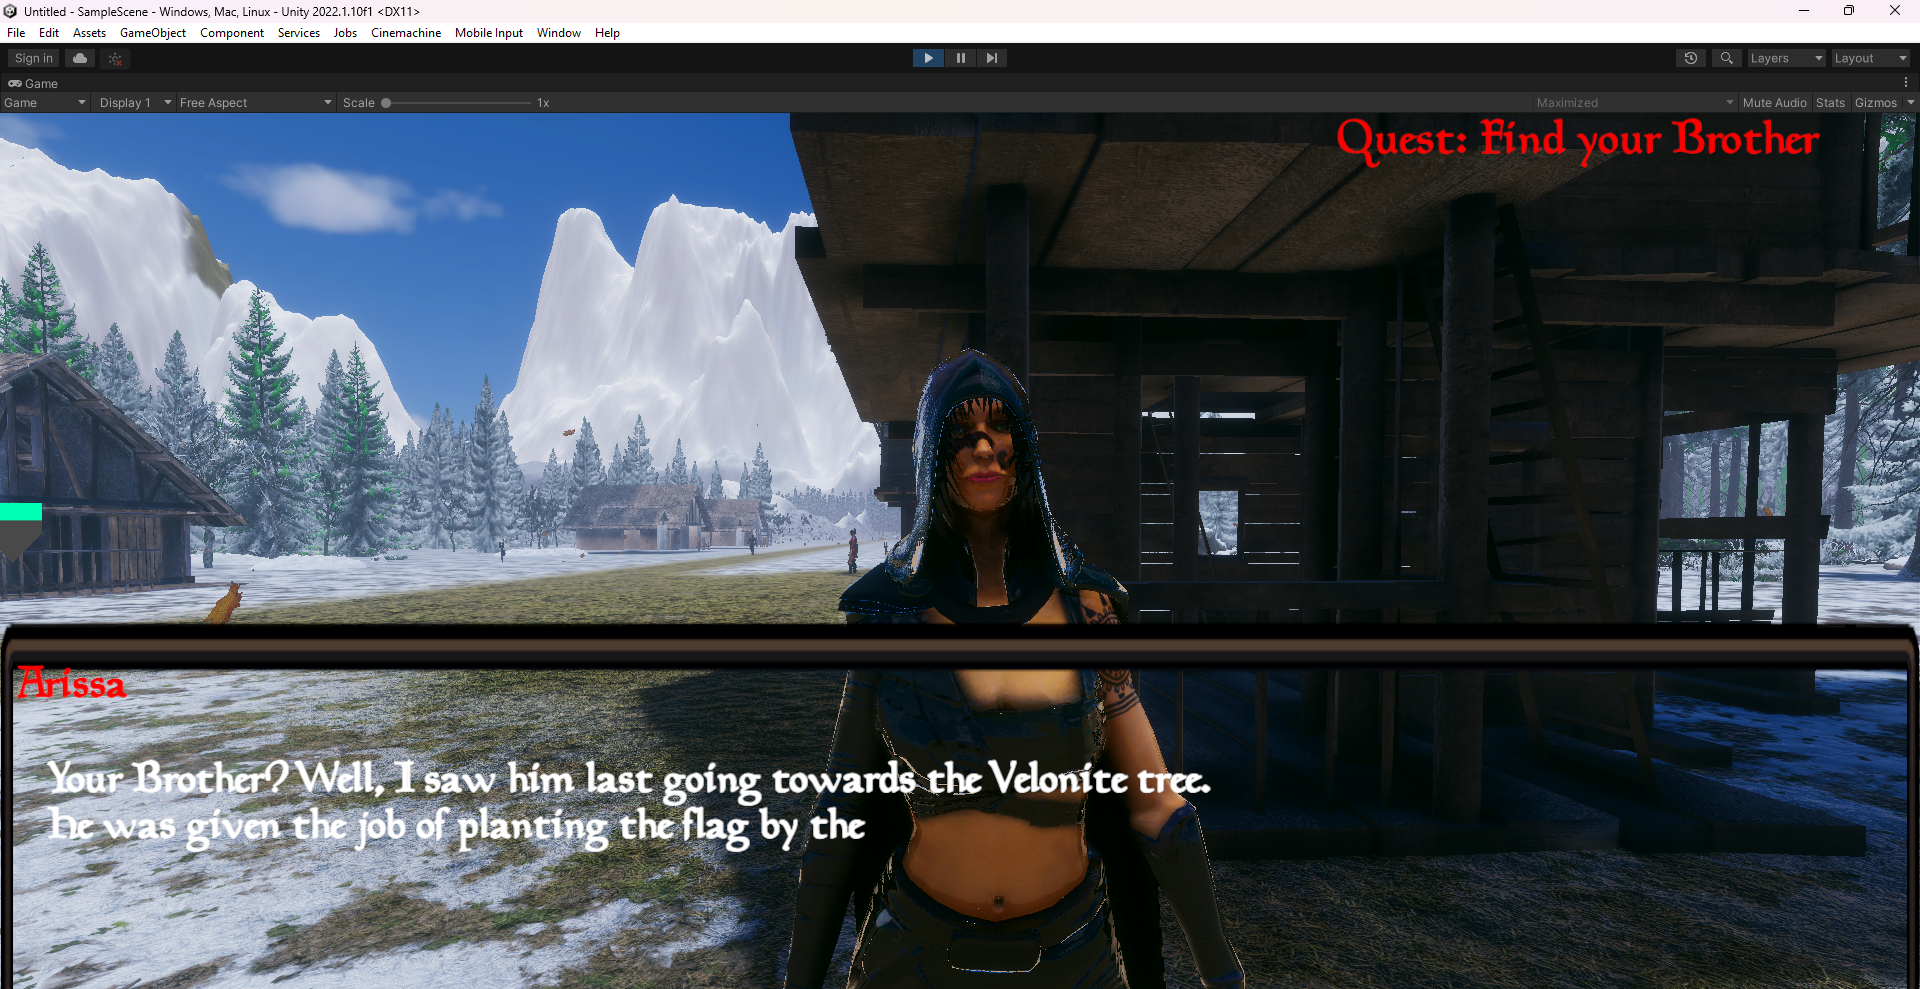 Untitled - SampleScene - Windows, Mac, Linux - Unity 2022.1.10f1 <DX11>
File Edit Assets GameObject Component Services Jobs Cinemachine Mobile Input Window Help
Sign in Layers Layout
Game
Game Display 1 Free Aspect Scale 1x Maximized Mute Audio Stats Gizmos
Quest: Find your Brother
Arissa
Your Brother? Well, I saw him last going towards the Velonite tree.
he was given the job of planting the flag by the